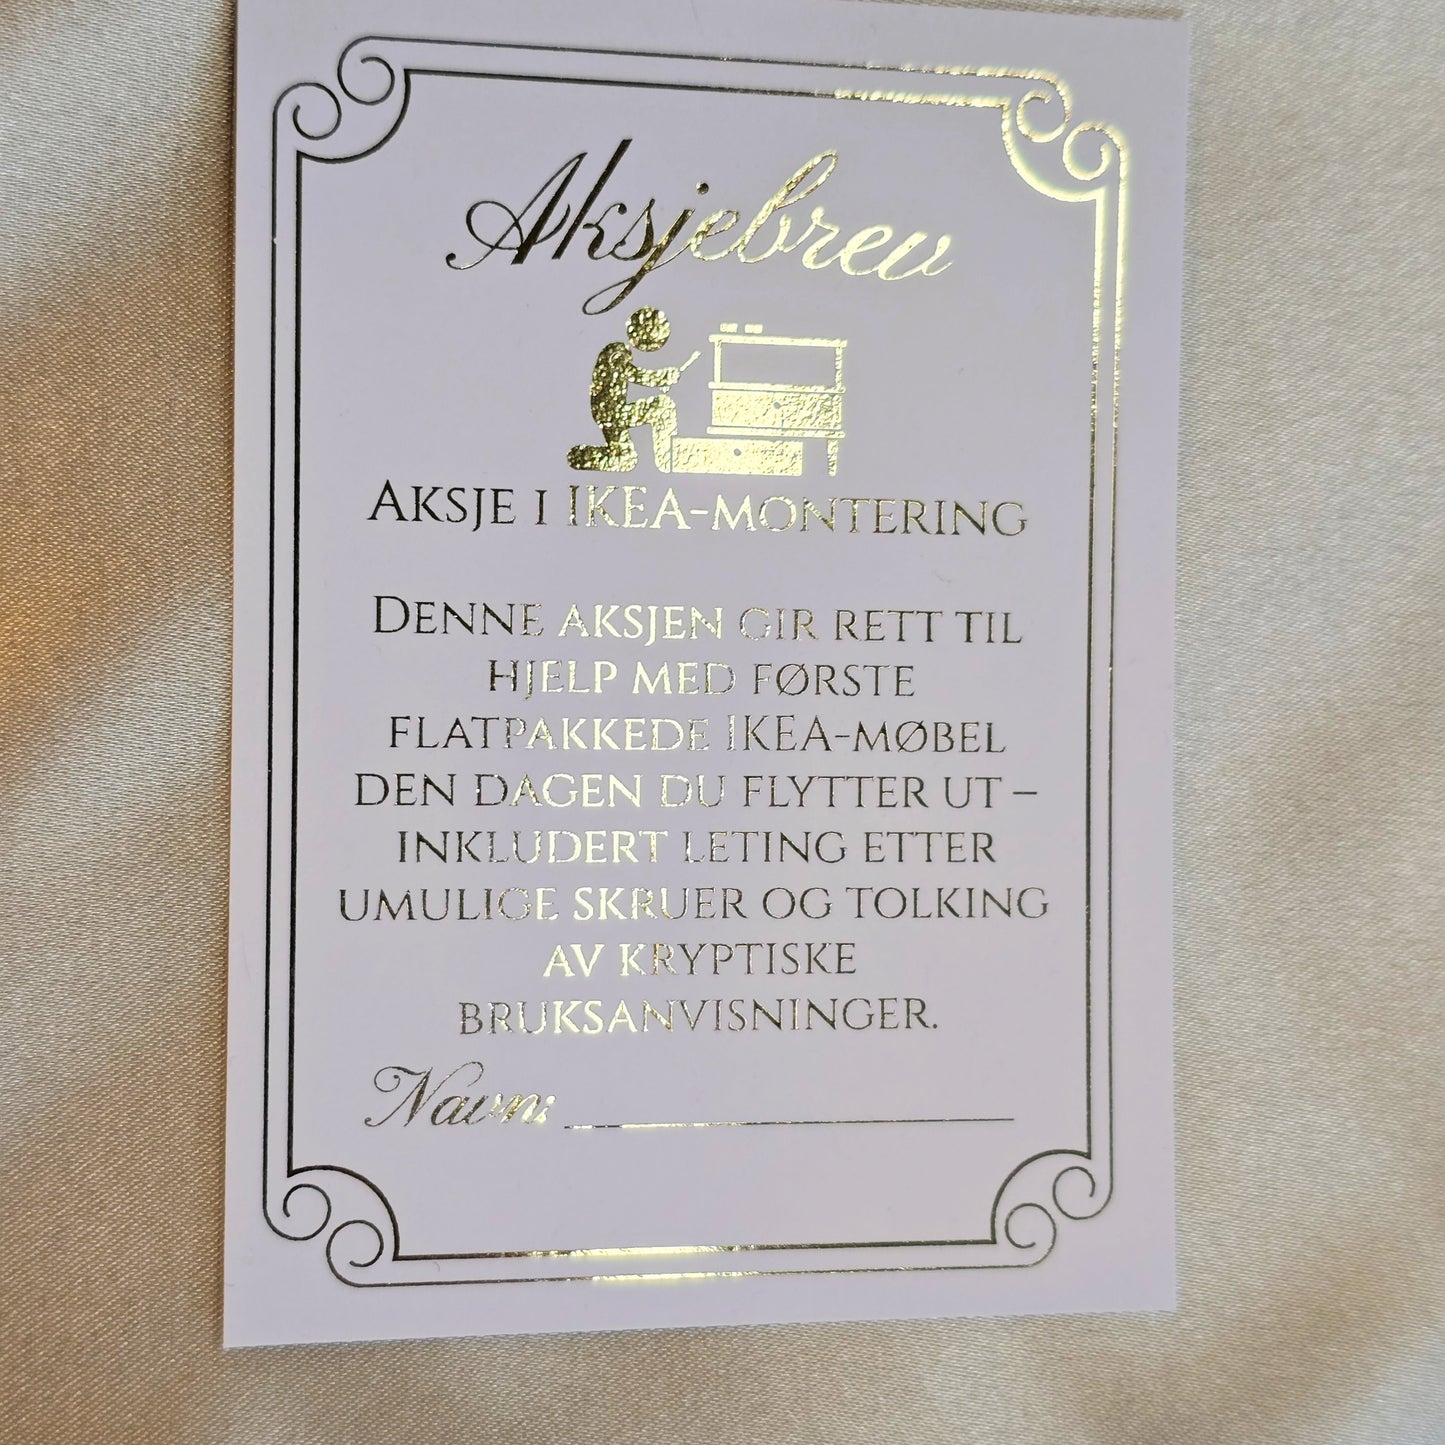 Aksjebrev
Aksje i IKEA-montering
Denne aksjen gir rett til
hjelp med første
flatpakkede IKEA-møbel
den dagen du flytter ut –
inkludert leting etter
umulige skruer og tolking
av kryptiske
bruksanvisninger.
Navn: